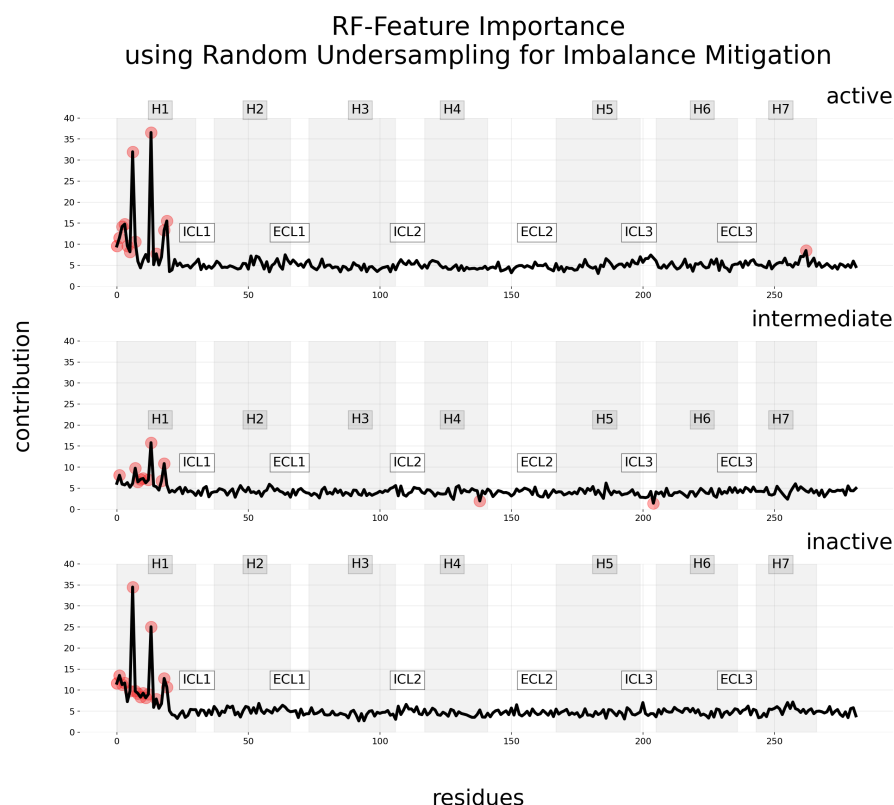 RF-Feature Importance
using Random Undersampling for Imbalance Mitigation
active
H1 H2 H3 H4 H5 H6 H7
40
35
30
25
20
15
10
5
0
ICL1 ECL1 ICL2 ECL2 ICL3 ECL3
0 50 100 150 200 250
intermediate
40
35
30
25
20
15
10
5
0
H1 H2 H3 H4 H5 H6 H7
ICL1 ECL1 ICL2 ECL2 ICL3 ECL3
0 50 100 150 200 250
contribution
inactive
H1 H2 H3 H4 H5 H6 H7
40
35
30
25
20
15
10
5
0
ICL1 ECL1 ICL2 ECL2 ICL3 ECL3
0 50 100 150 200 250
residues